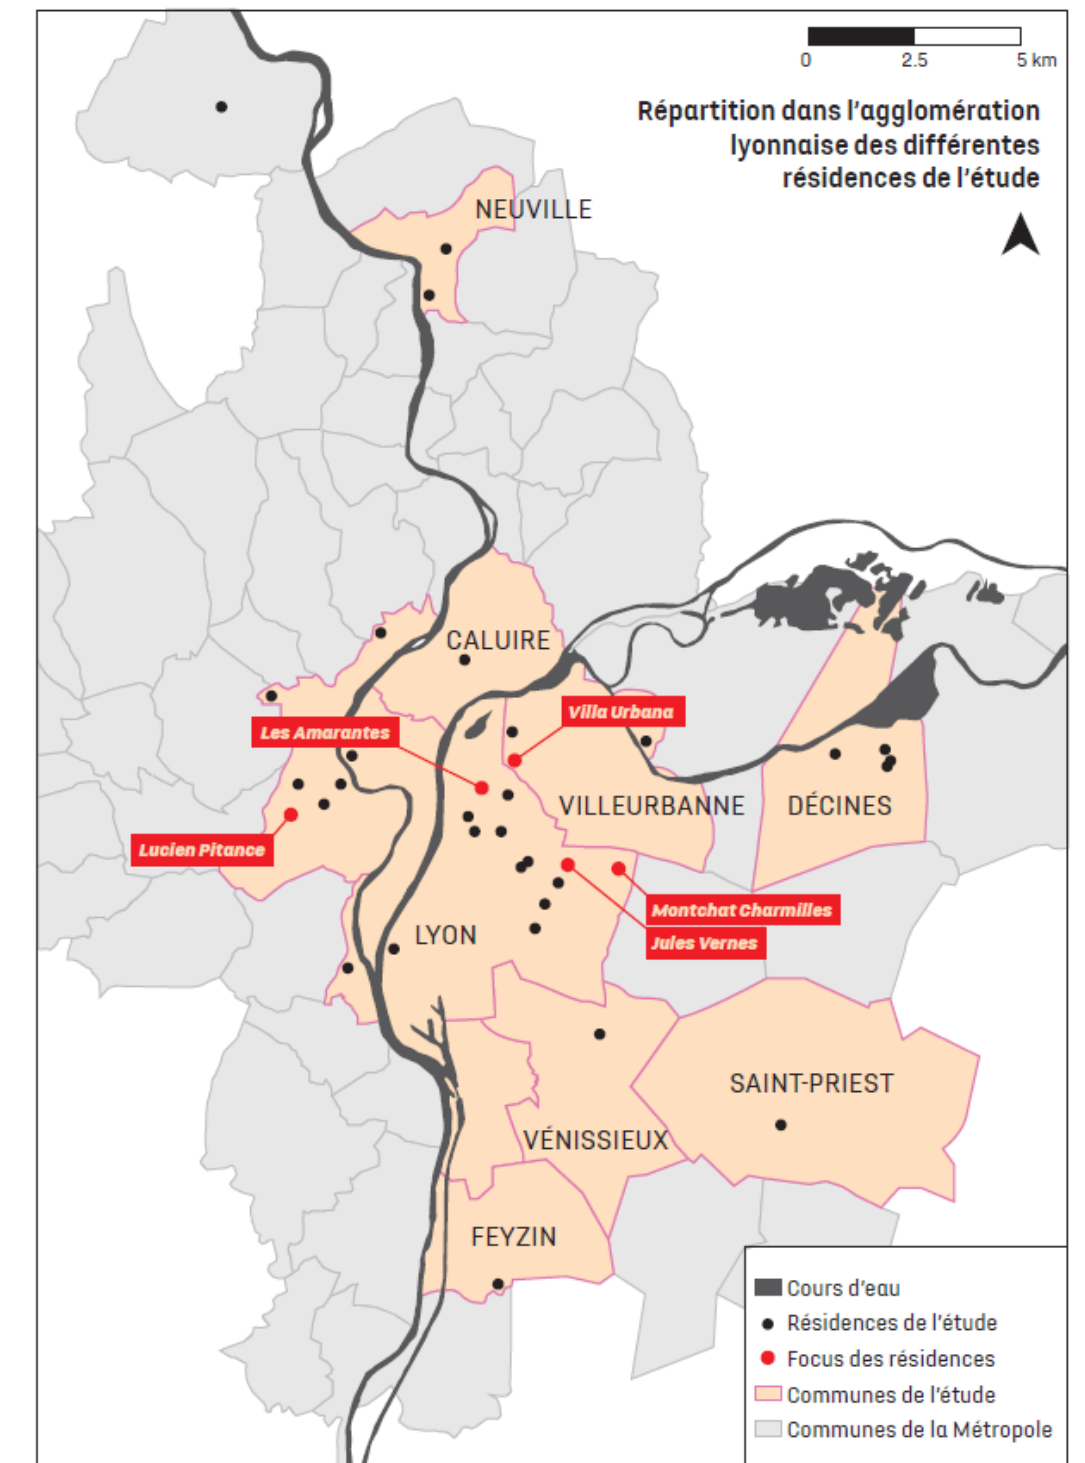 0 2.5 5 km
Répartition dans l'agglomération
lyonnaise des différentes
résidences de l'étude
NEUVILLE
CALUIRE
Villa Urbana
Les Amarantes
VILLEURBANNE
DÉCINES
Lucien Pitance
Montchat Charmilles
LYON
Jules Vernes
SAINT-PRIEST
VÉNISSIEUX
FEYZIN
Cours d'eau
Résidences de l'étude
Focus des résidences
Communes de l'étude
Communes de la Métropole